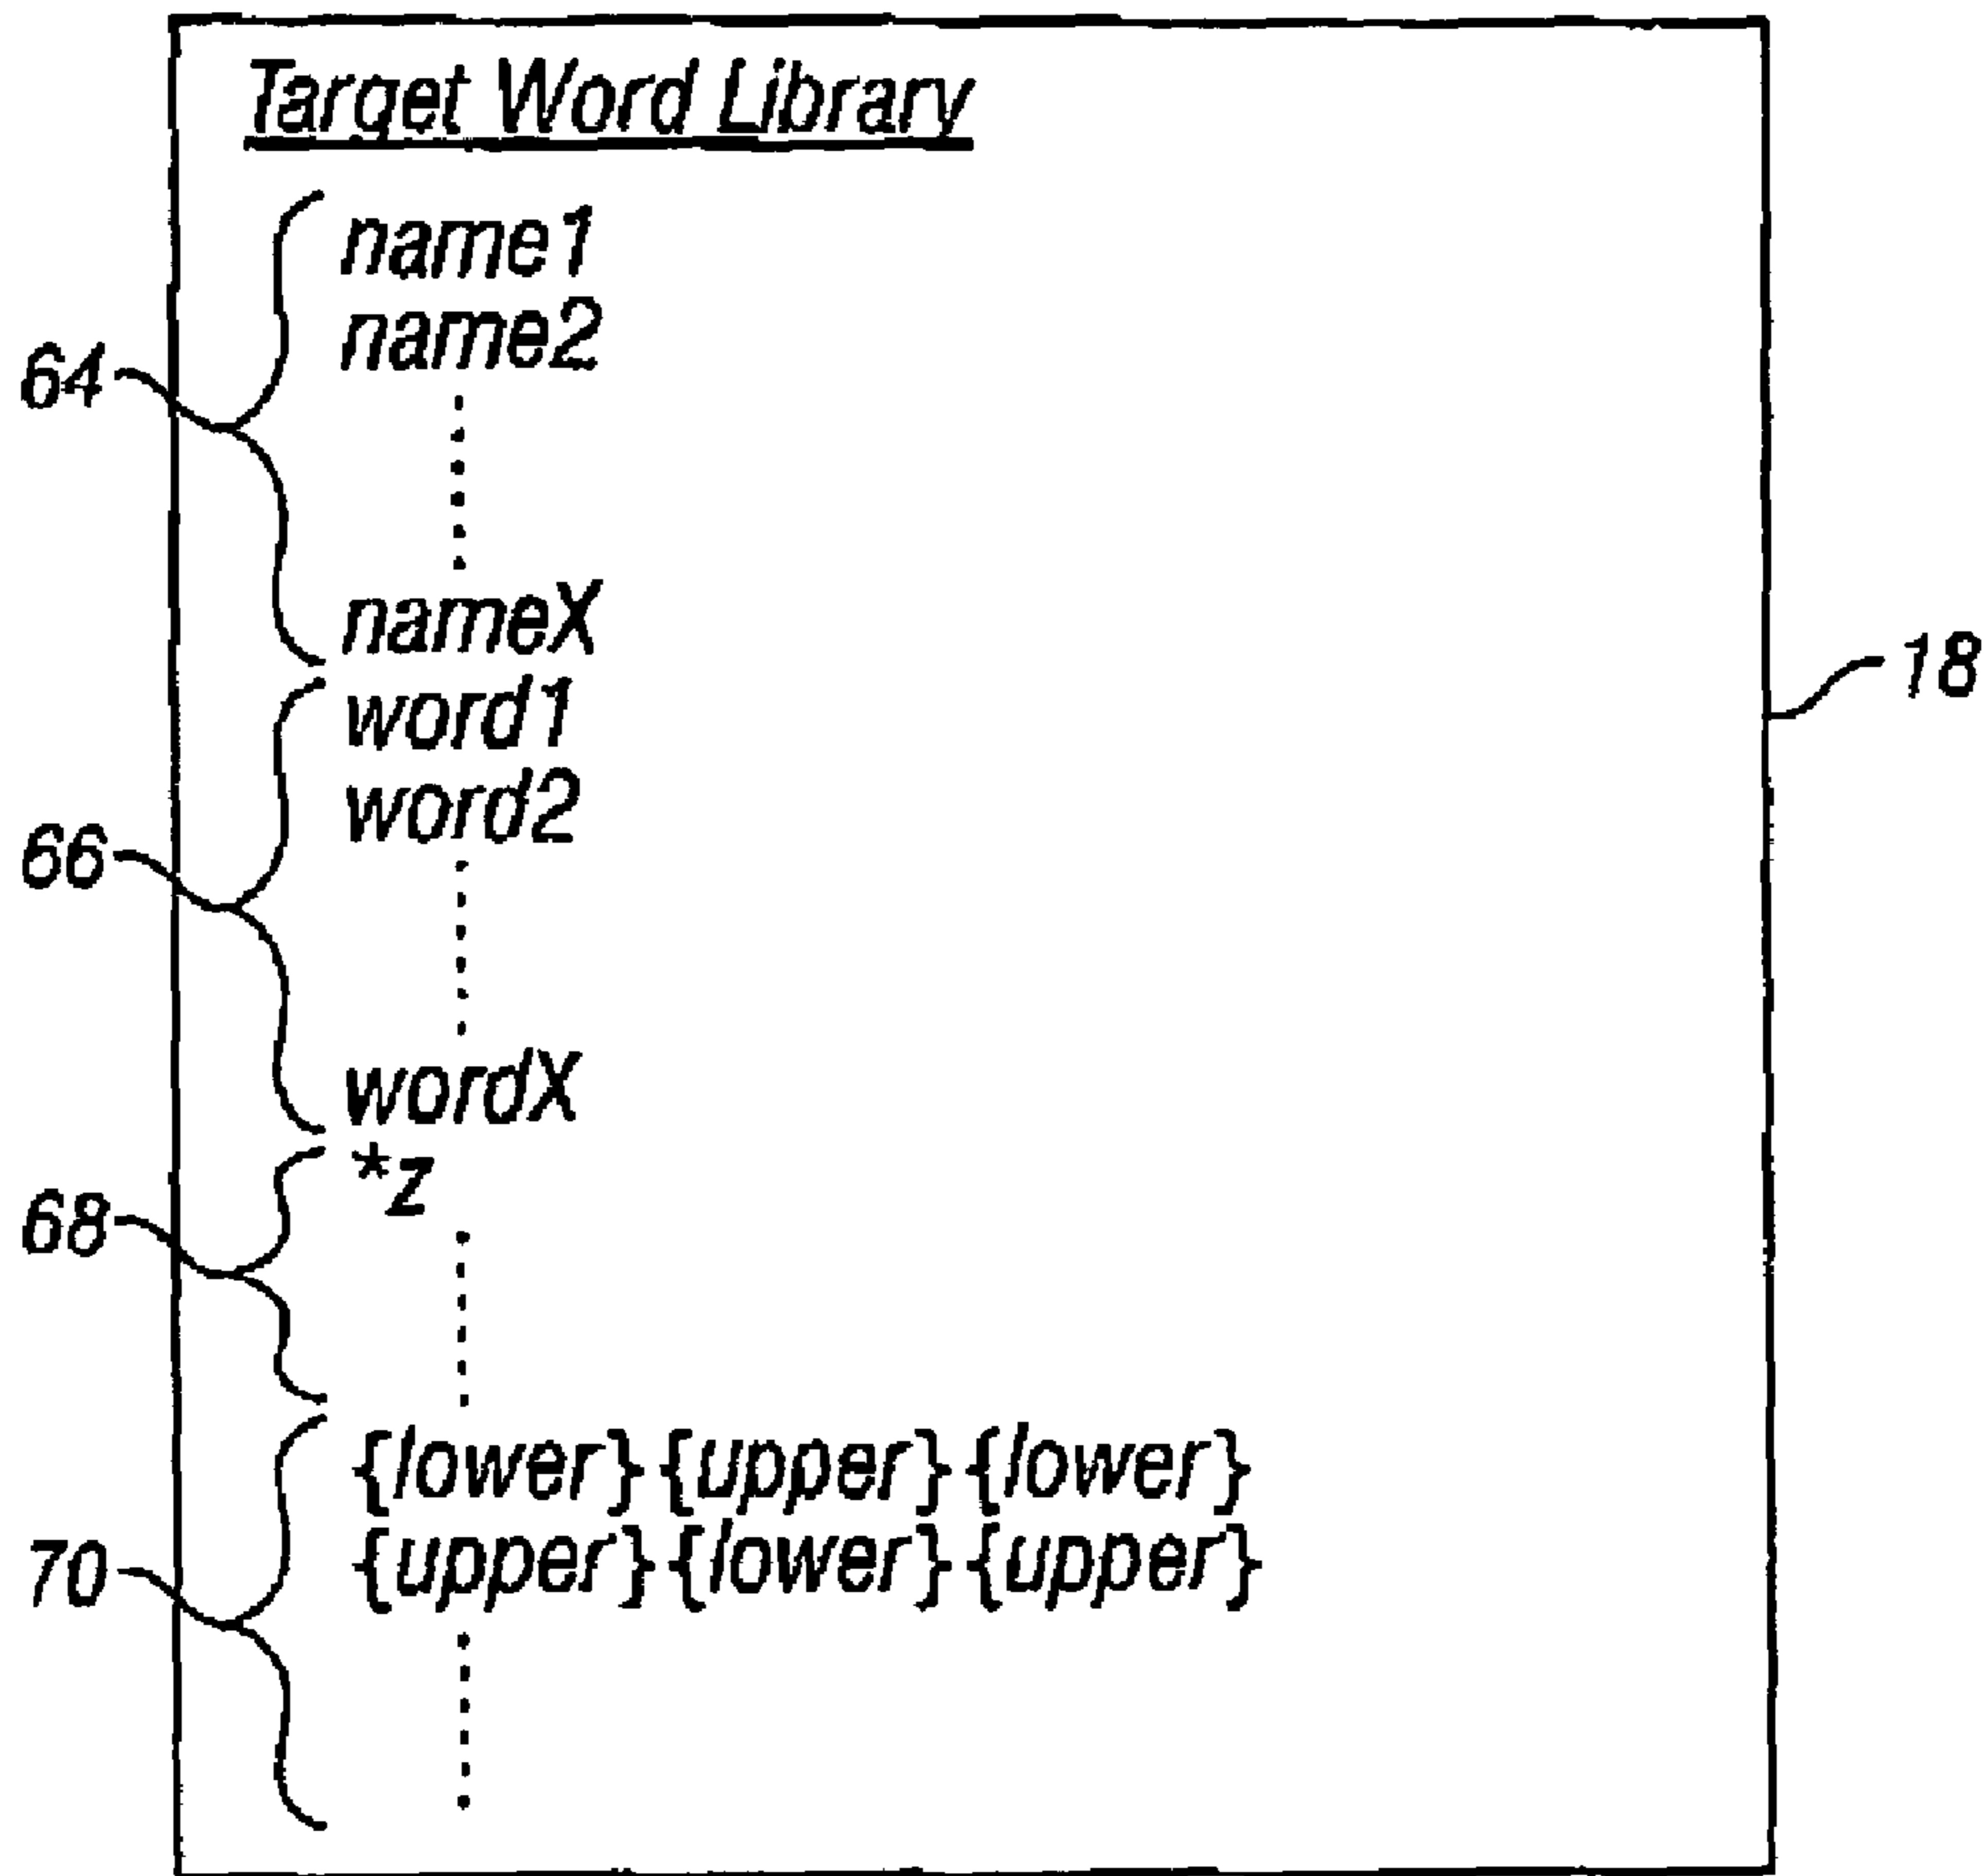 Target Word Library
name1
name2
64
nameX
18
word1
word2
66
wordX
*z
68
{lower}{upper}{lower}
{upper}{lower}{upper}
70